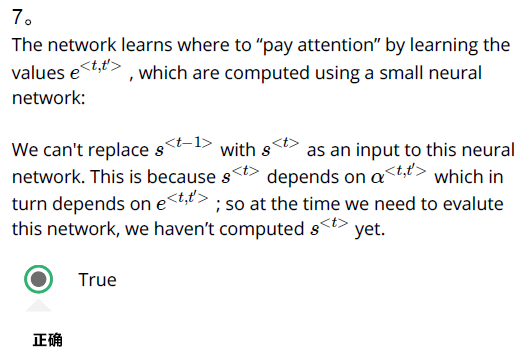 7。
The network learns where to “pay attention” by learning the
values e<t,t′> , which are computed using a small neural
network:
We can't replace s<t−1> with s<t> as an input to this neural
network. This is because s<t> depends on α<t,t′> which in
turn depends on e<t,t′> ; so at the time we need to evalute
this network, we haven’t computed s<t> yet.
True
正确